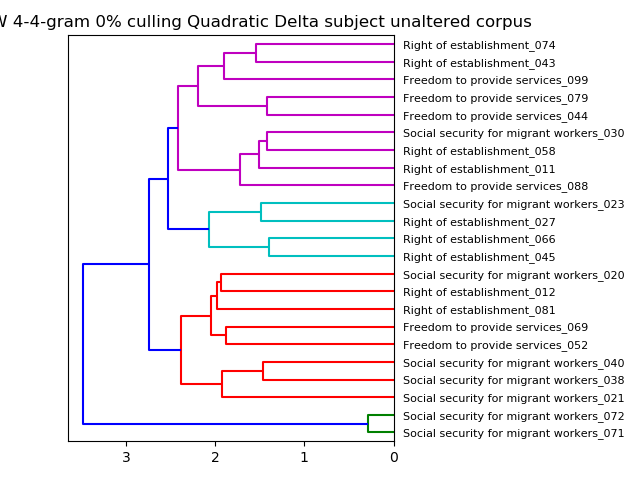 4-4-gram 0% culling Quadratic Delta subject unaltered corpus
Right of establishment_074
Right of establishment_043
Freedom to provide services_099
Freedom to provide services_079
Freedom to provide services_044
Social security for migrant workers_030
Right of establishment_058
Right of establishment_011
Freedom to provide services_088
Social security for migrant workers_023
Right of establishment_027
Right of establishment_066
Right of establishment_045
Social security for migrant workers_020
Right of establishment_012
Right of establishment_081
Freedom to provide services_069
Freedom to provide services_052
Social security for migrant workers_040
Social security for migrant workers_038
Social security for migrant workers_021
Social security for migrant workers_072
Social security for migrant workers_071
3 2 1 0